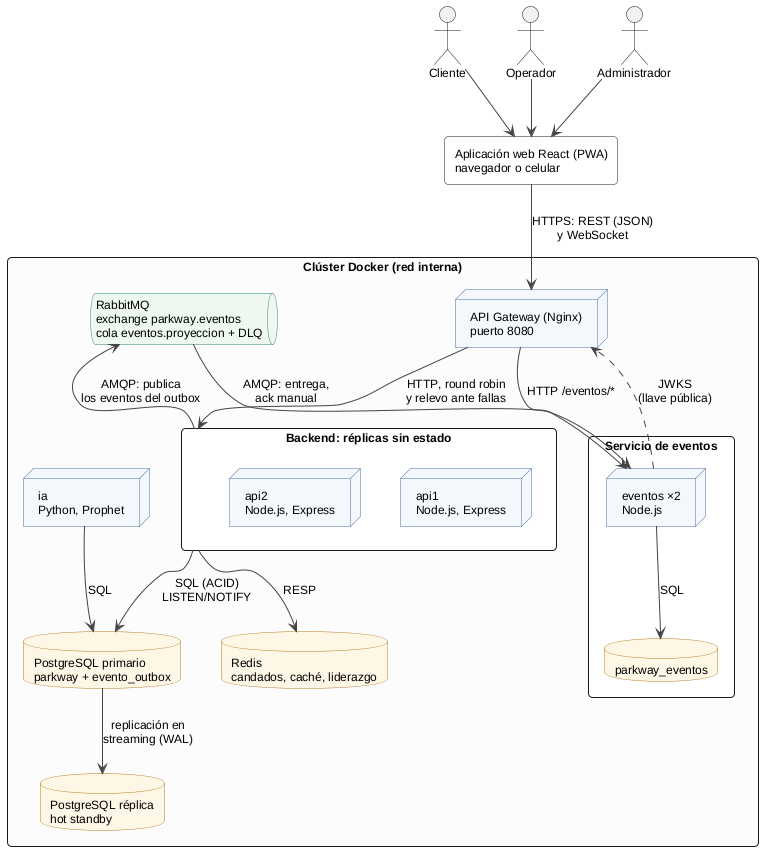 Cliente
Operador
Administrador
Aplicación web React (PWA)
navegador o celular
HTTPS: REST (JSON)
y WebSocket
Clúster Docker (red interna)
RabbitMQ
exchange parkway.eventos
cola eventos.proyeccion + DLQ
API Gateway (Nginx)
puerto 8080
AMQP: publica
los eventos del outbox
AMQP: entrega,
ack manual
HTTP, round robin
y relevo ante fallas
HTTP /eventos/*
JWKS
(llave pública)
Backend: réplicas sin estado
Servicio de eventos
ia
Python, Prophet
api2
Node.js, Express
api1
Node.js, Express
eventos ×2
Node.js
SQL
SQL (ACID)
LISTEN/NOTIFY
RESP
SQL
PostgreSQL primario
parkway + evento_outbox
Redis
candados, caché, liderazgo
parkway_eventos
replicación en
streaming (WAL)
PostgreSQL réplica
hot standby